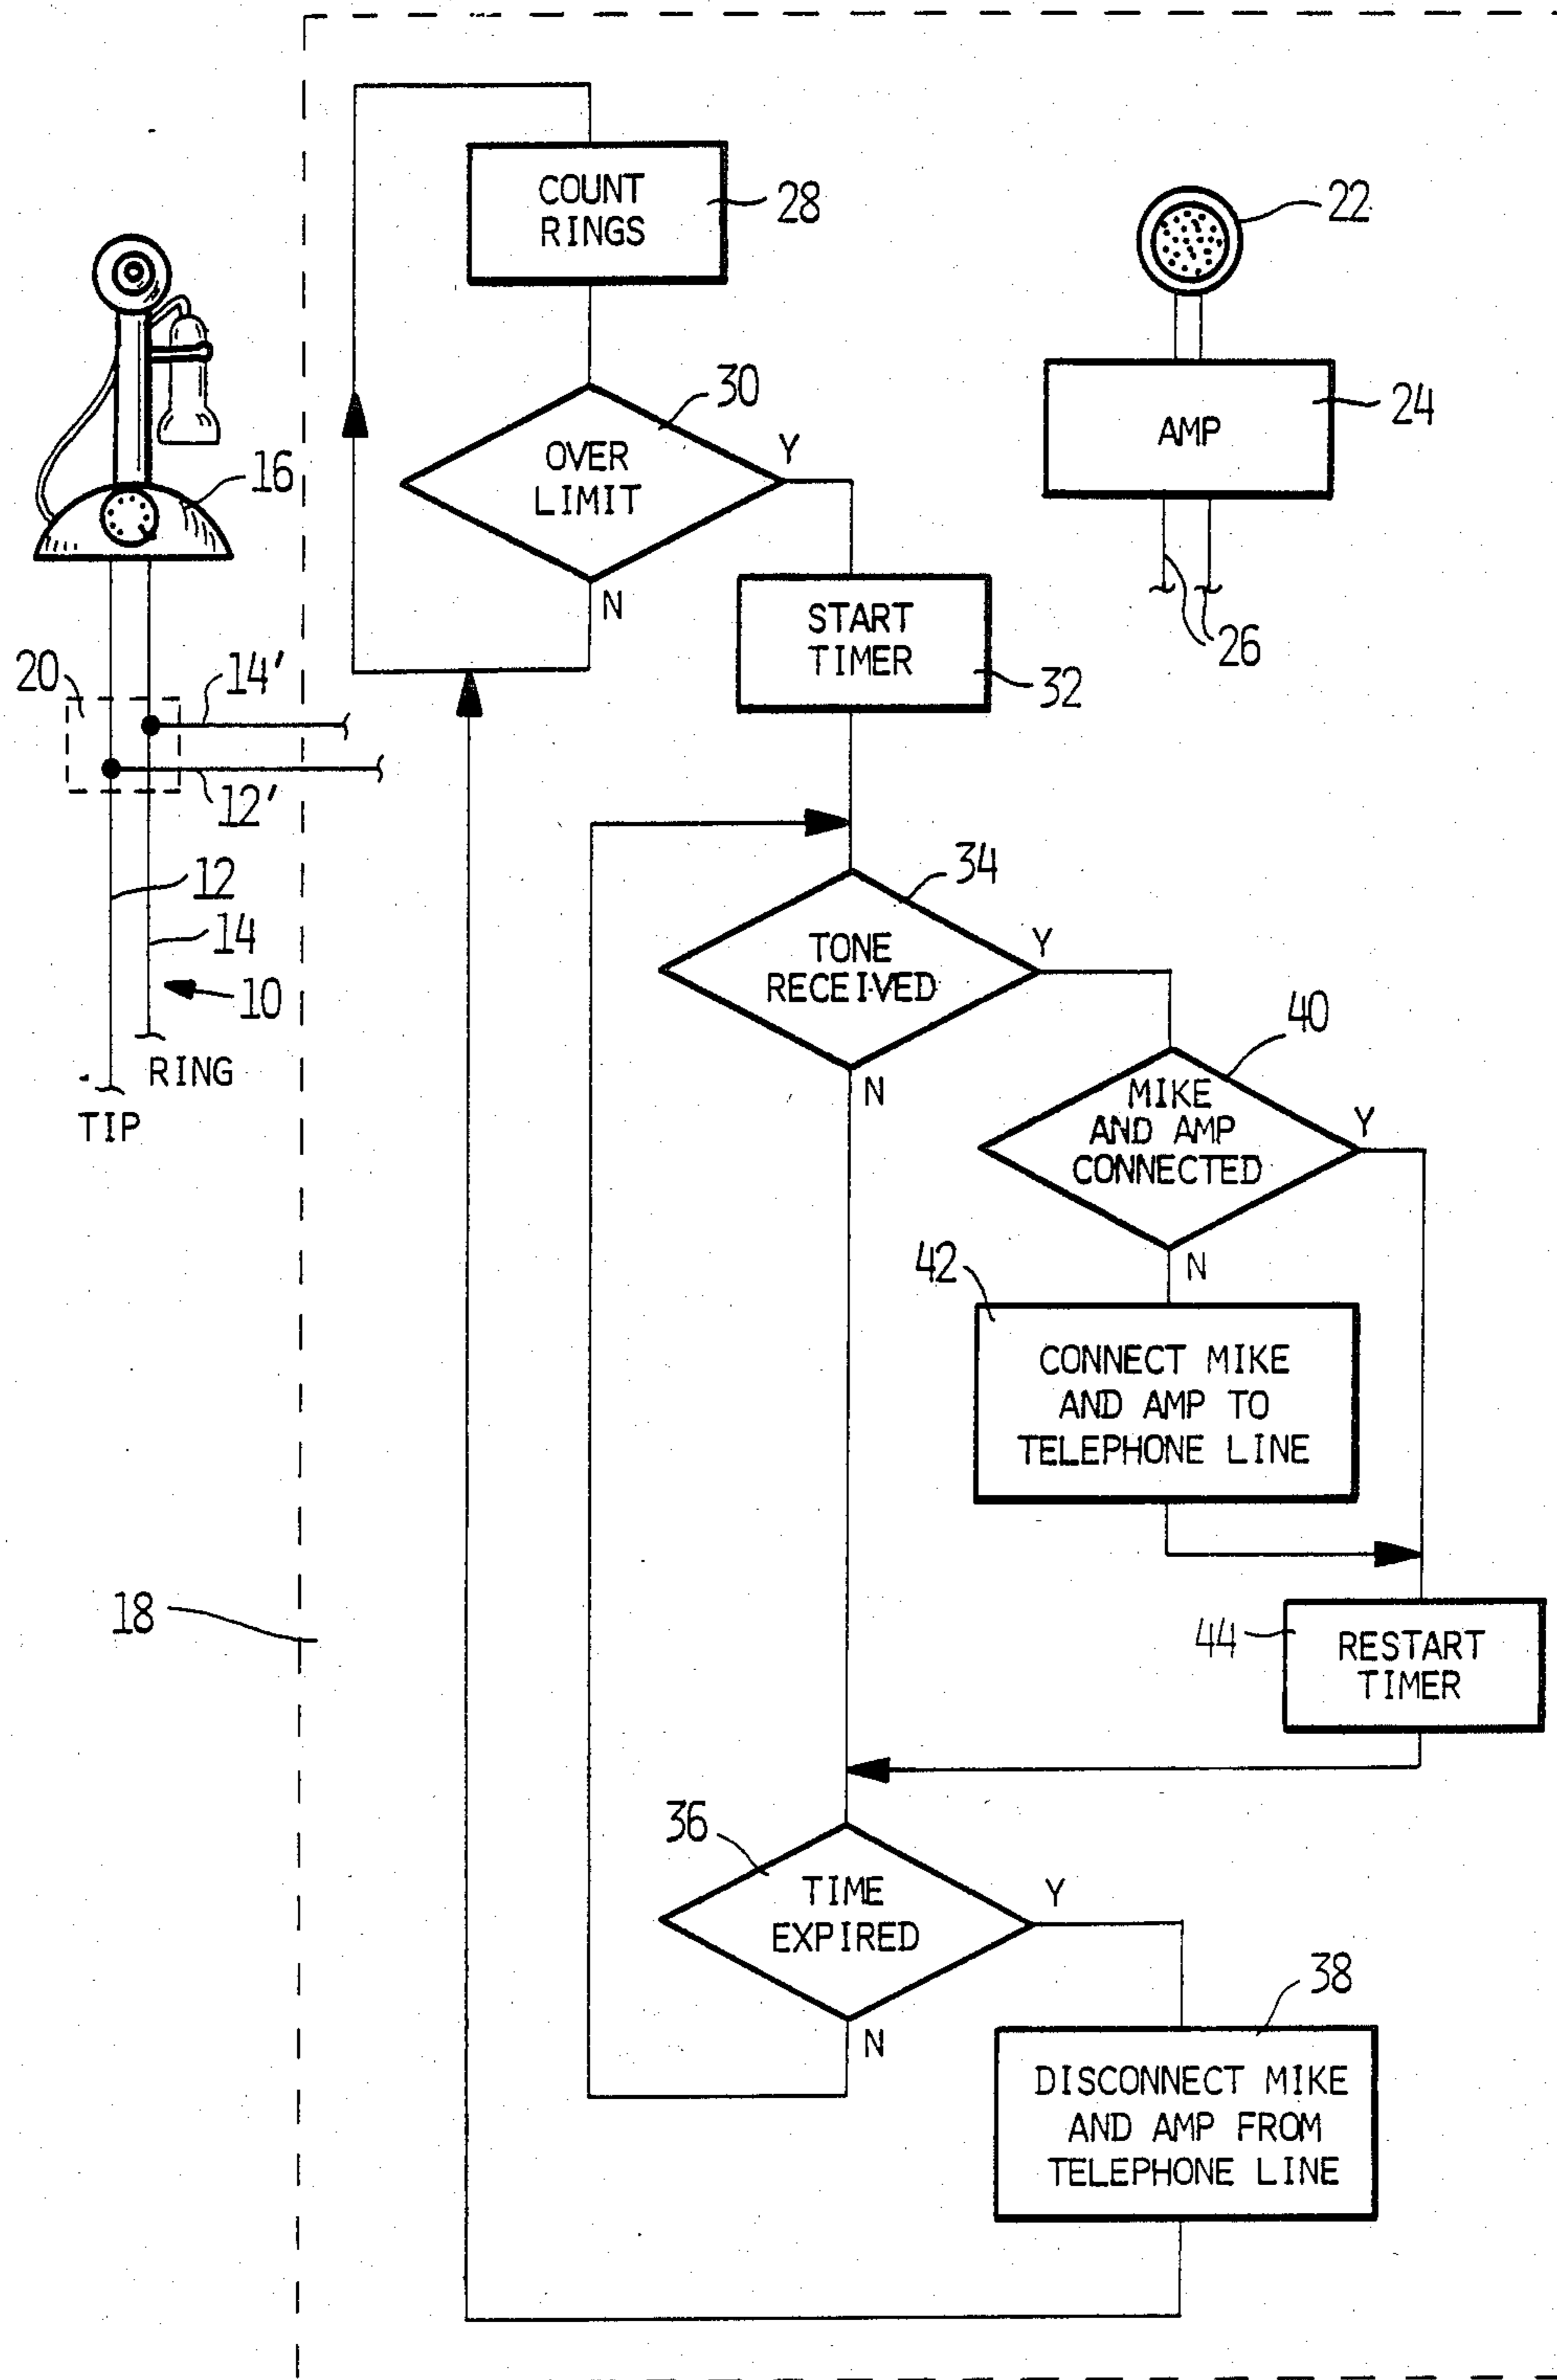 COUNT
RINGS
28
22
30
OVER
LIMIT
Y
N
AMP
24
26
16
START
TIMER
32
20
14'
12'
12
14
10
RING
TIP
34
TONE
RECEIVED
Y
N
40
MIKE
AND AMP
CONNECTED
Y
N
42
CONNECT MIKE
AND AMP TO
TELEPHONE LINE
18
44
RESTART
TIMER
36
TIME
EXPIRED
Y
N
38
DISCONNECT MIKE
AND AMP FROM
TELEPHONE LINE